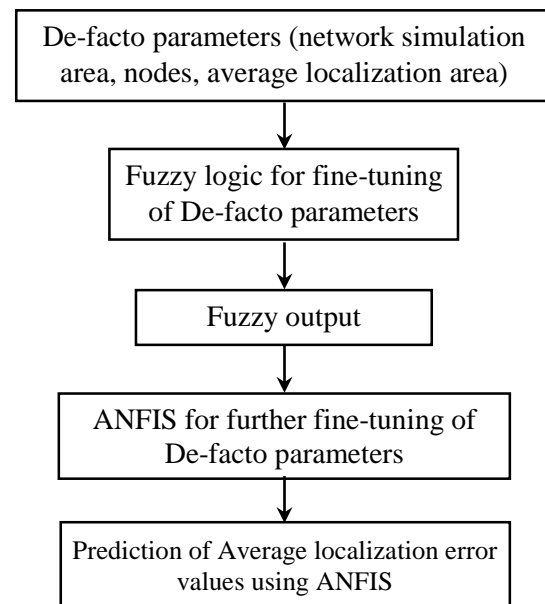 De-facto parameters (network simulation
area, nodes, average localization area)
Fuzzy logic for fine-tuning
of De-facto parameters
Fuzzy output
ANFIS for further fine-tuning of
De-facto parameters
Prediction of Average localization error
values using ANFIS